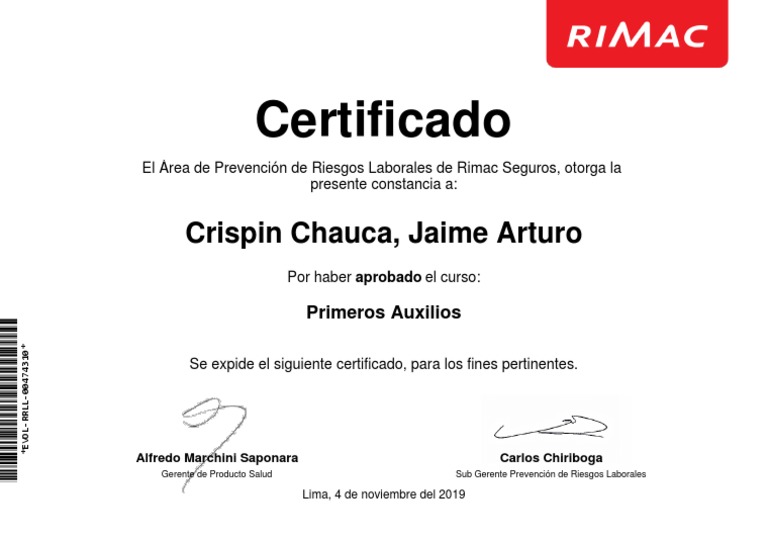 RIMAC
Certificado
El Área de Prevención de Riesgos Laborales de Rimac Seguros, otorga la
presente constancia a:
Crispin Chauca, Jaime Arturo
Por haber aprobado el curso:
Primeros Auxilios
Se expide el siguiente certificado, para los fines pertinentes.
*EVOL-RRLL-00474310*
Alfredo Marchini Saponara
Gerente de Producto Salud
Carlos Chiriboga
Sub Gerente Prevención de Riesgos Laborales
Lima, 4 de noviembre del 2019